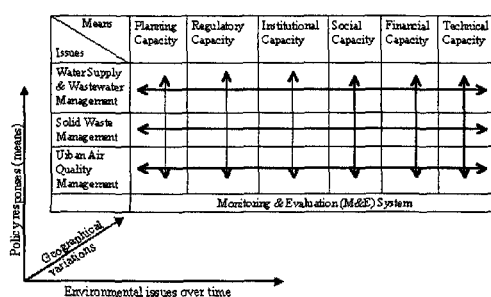 Means
Issues
Planning Capacity
Regulatory Capacity
Institutional Capacity
Social Capacity
Financial Capacity
Technical Capacity
Water Supply
& Wastewater
Management
Solid Waste
Management
Urban Air
Quality
Management
Monitoring & Evaluation (M&E) System
Policy responses (means)
Geographical
variations
Environmental issues over time